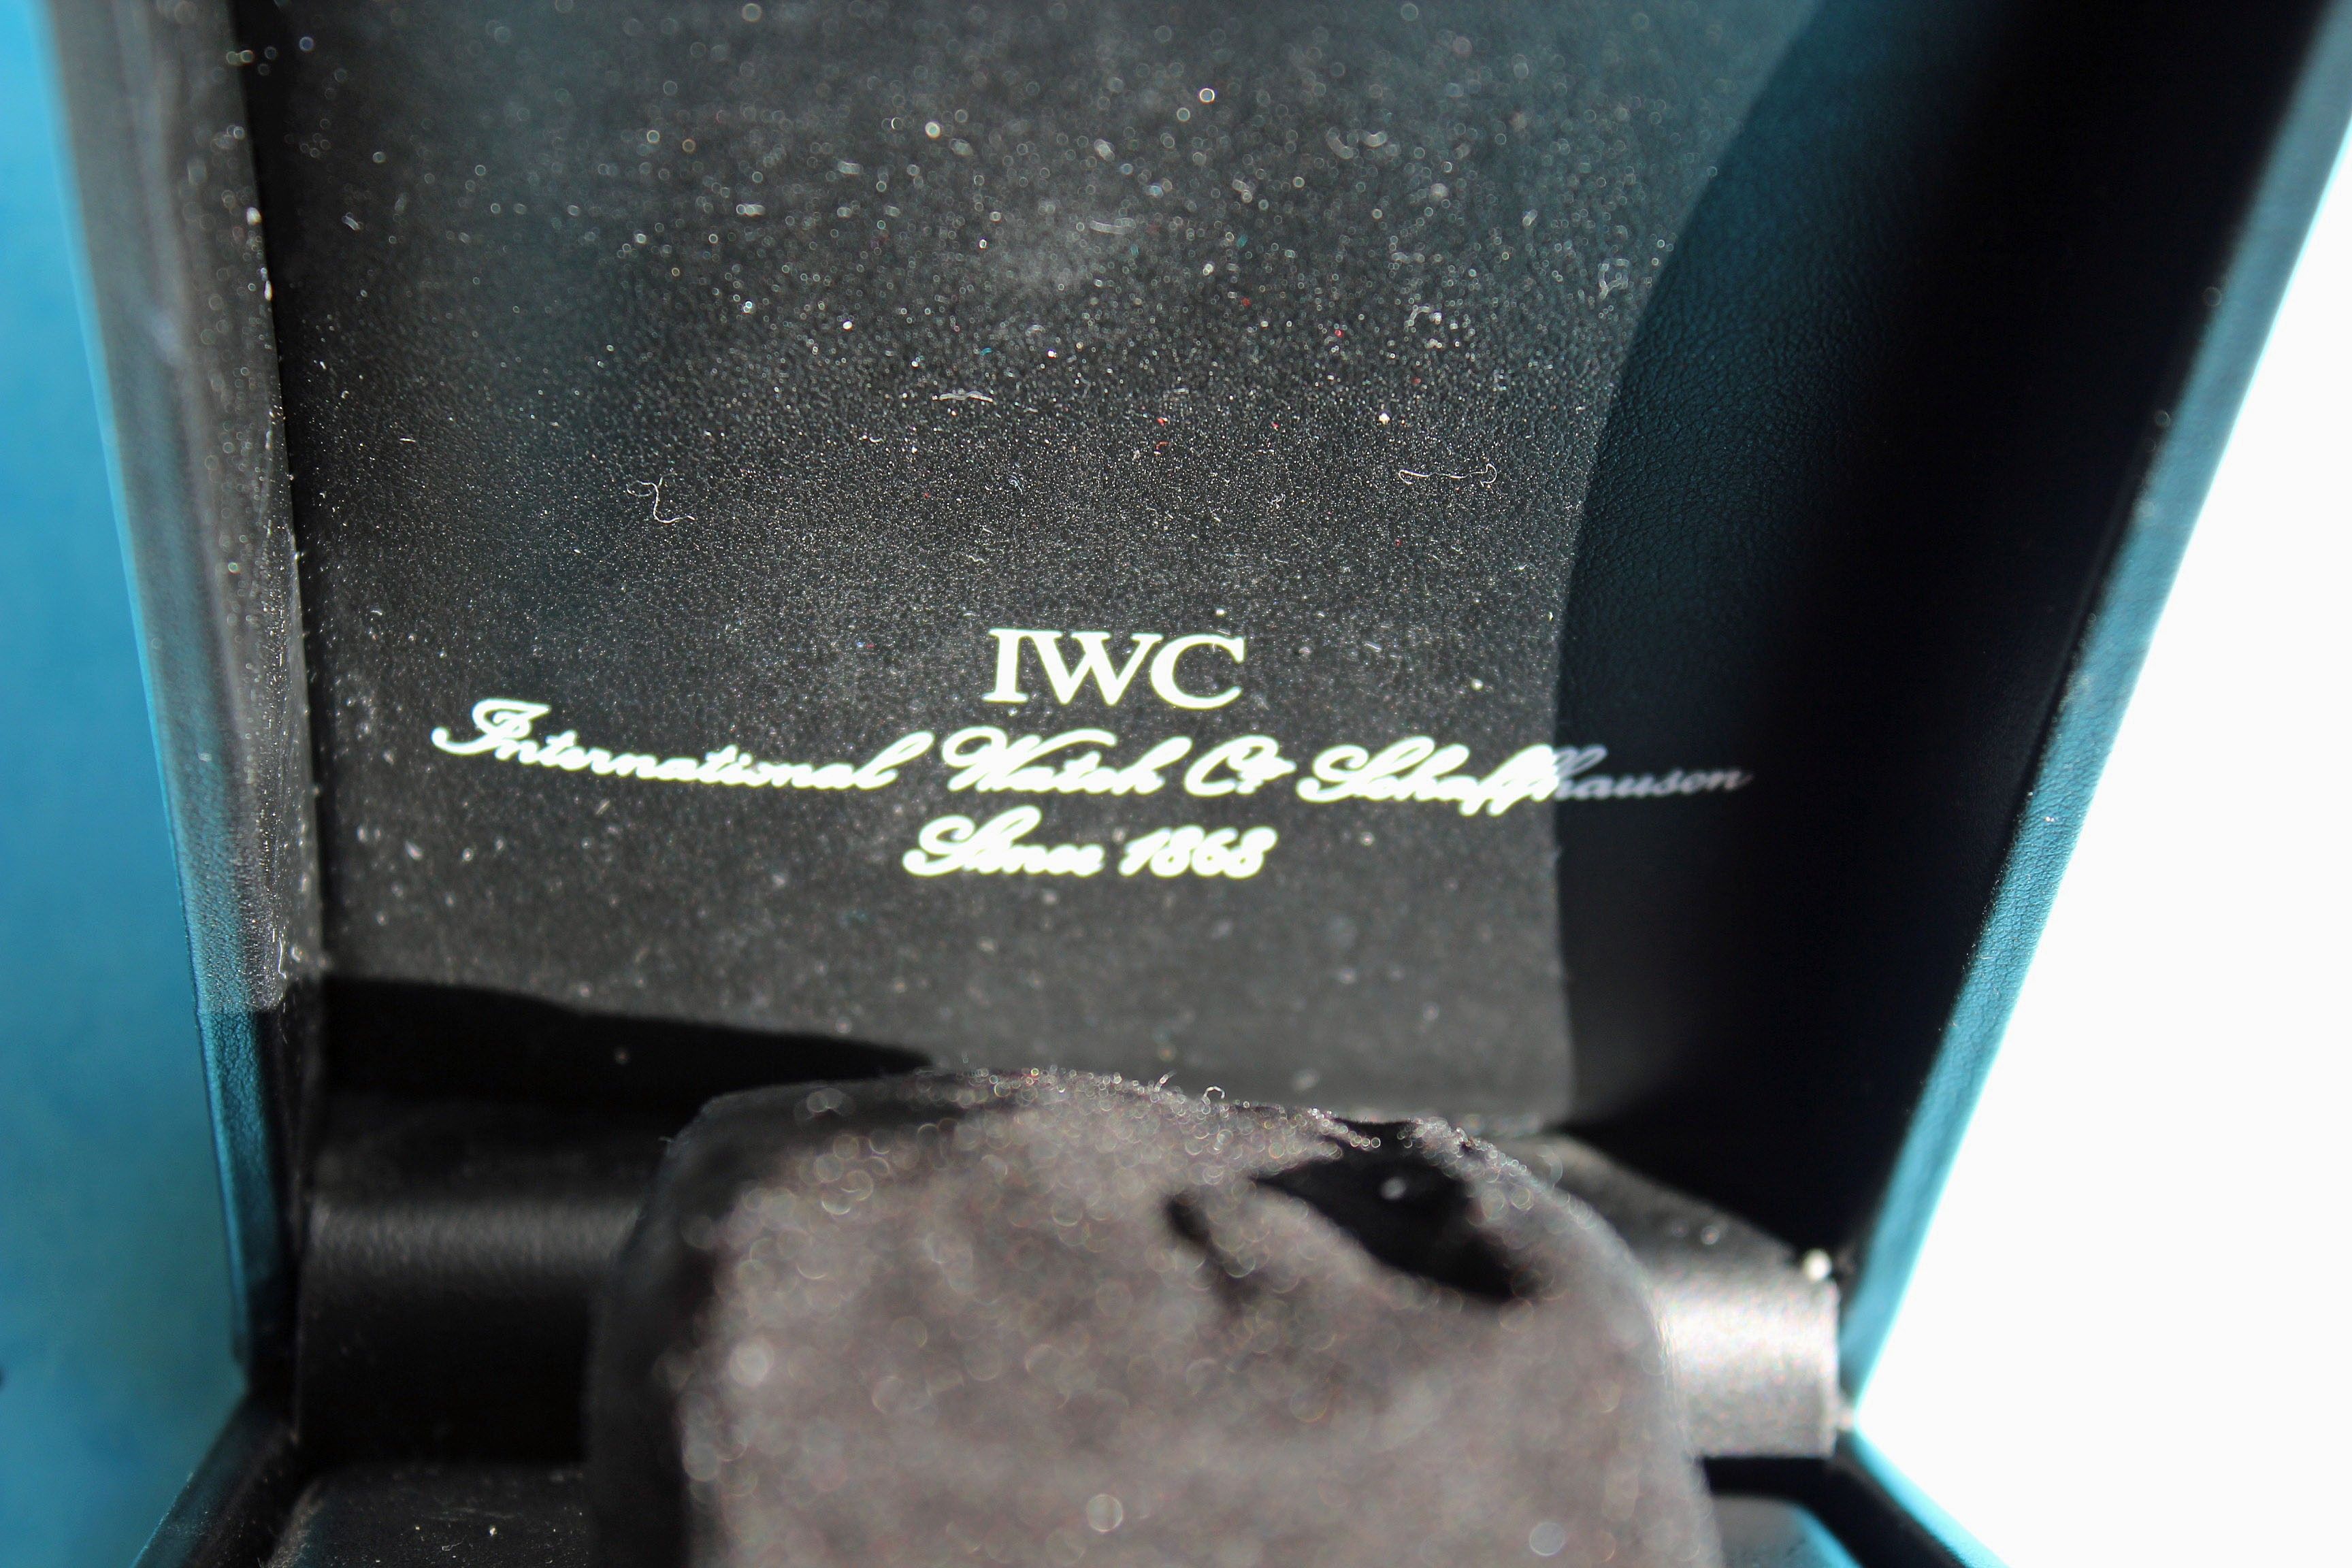 IWC
International Watch Co Schaffhausen
Since 1868